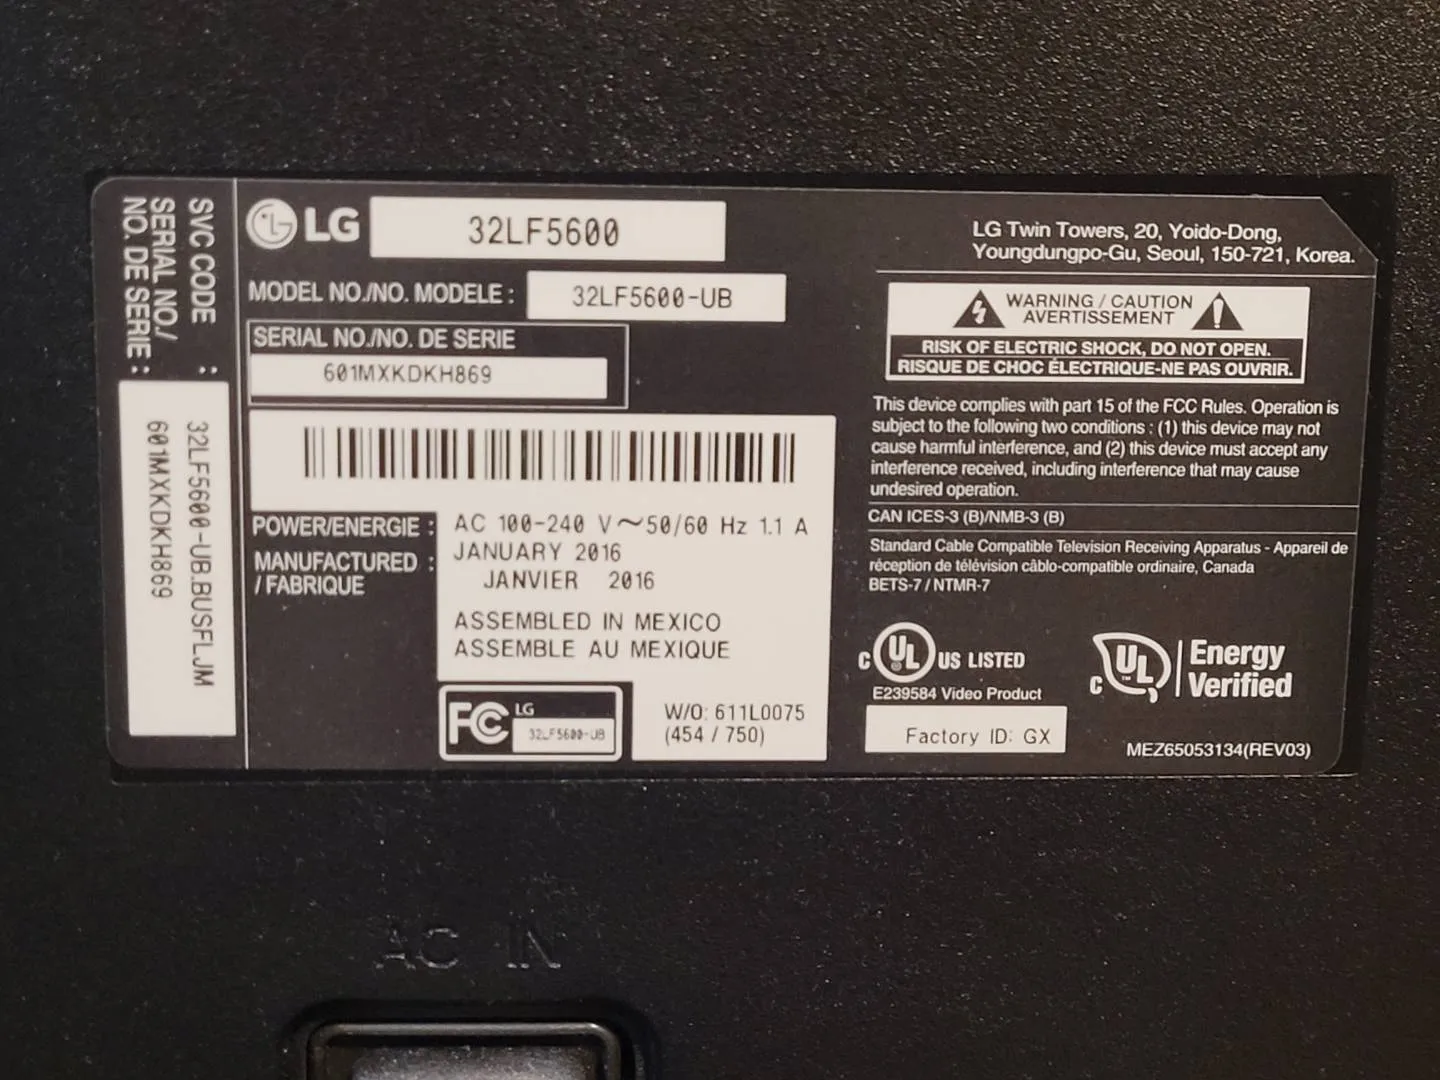 SVC CODE : 32LF5600-UB.BUSFLJM
SERIAL NO./
NO. DE SERIE : 601MXKDKH869
LG 32LF5600
MODEL NO./NO. MODELE : 32LF5600-UB
SERIAL NO./NO. DE SERIE
601MXKDKH869
POWER/ENERGIE : AC 100-240 V~50/60 Hz 1.1 A
MANUFACTURED : JANUARY 2016
/ FABRIQUE JANVIER 2016
ASSEMBLED IN MEXICO
ASSEMBLE AU MEXIQUE
FC LG
32LF5600-UB
W/O: 611L0075
(454 / 750)
LG Twin Towers, 20, Yoido-Dong,
Youngdungpo-Gu, Seoul, 150-721, Korea.
WARNING / CAUTION
AVERTISSEMENT
RISK OF ELECTRIC SHOCK, DO NOT OPEN.
RISQUE DE CHOC ÉLECTRIQUE-NE PAS OUVRIR.
This device complies with part 15 of the FCC Rules. Operation is
subject to the following two conditions : (1) this device may not
cause harmful interference, and (2) this device must accept any
interference received, including interference that may cause
undesired operation.
CAN ICES-3 (B)/NMB-3 (B)
Standard Cable Compatible Television Receiving Apparatus - Appareil de
réception de télévision câblo-compatible ordinaire, Canada
BETS-7 / NTMR-7
C UL US LISTED
E239584 Video Product
C UL TM Energy
Verified
Factory ID: GX
MEZ65053134(REV03)
AC IN